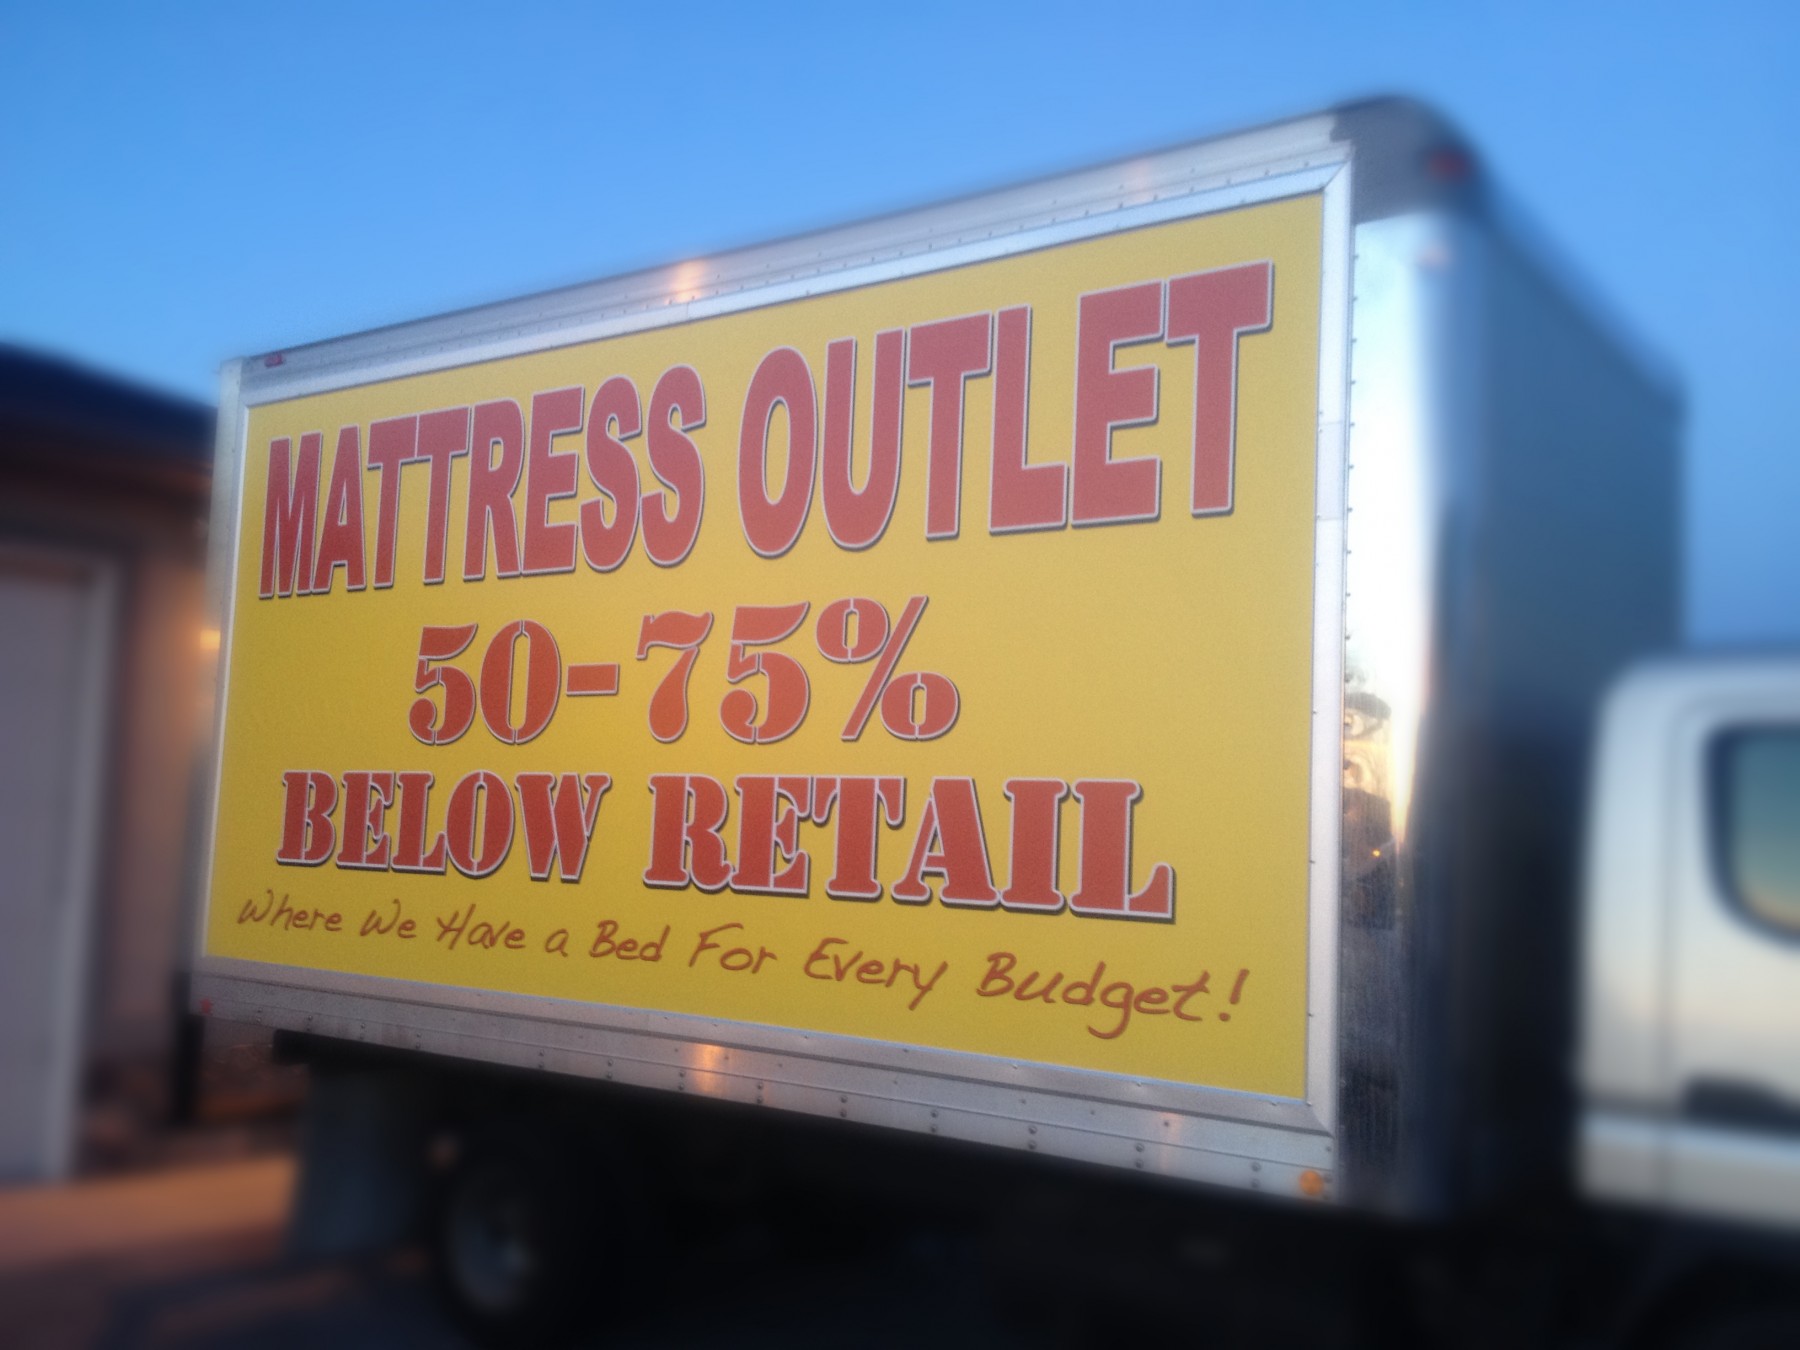 MATTRESS OUTLET
50-75%
BELOW RETAIL
Where We Have a Bed For Every Budget!